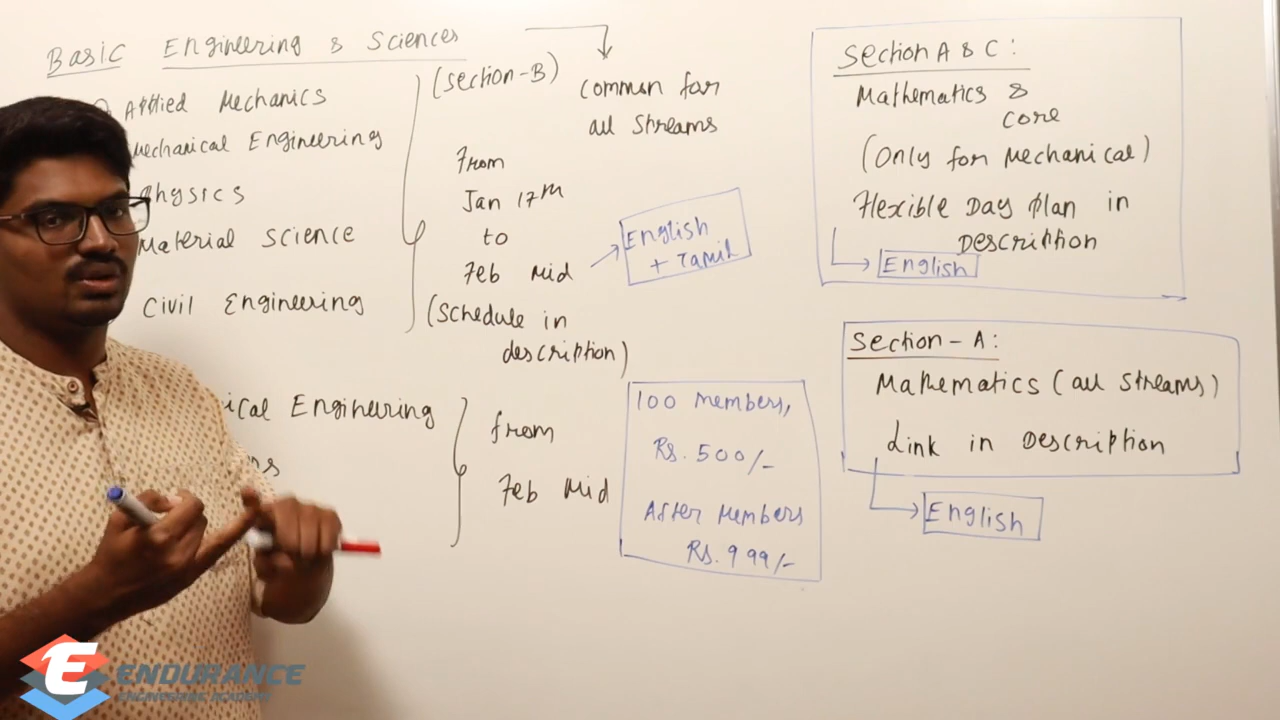 Basic Engineering & Sciences
Applied Mechanics
Mechanical Engineering
Physics
Material Science
Civil Engineering
(Section-B)
common for
all streams
From
Jan 17th
to
Feb Mid
(Schedule in
description)
English
+ Tamil
Engineering
from
Feb Mid
100 members,
Rs. 500/-
After Members
Rs. 999/-
Section A & C:
Mathematics &
core
(Only for Mechanical)
Flexible Day Plan in
Description
English
Section - A:
Mathematics (all streams)
Link in Description
English
ENDURANCE
ENGINEERING ACADEMY